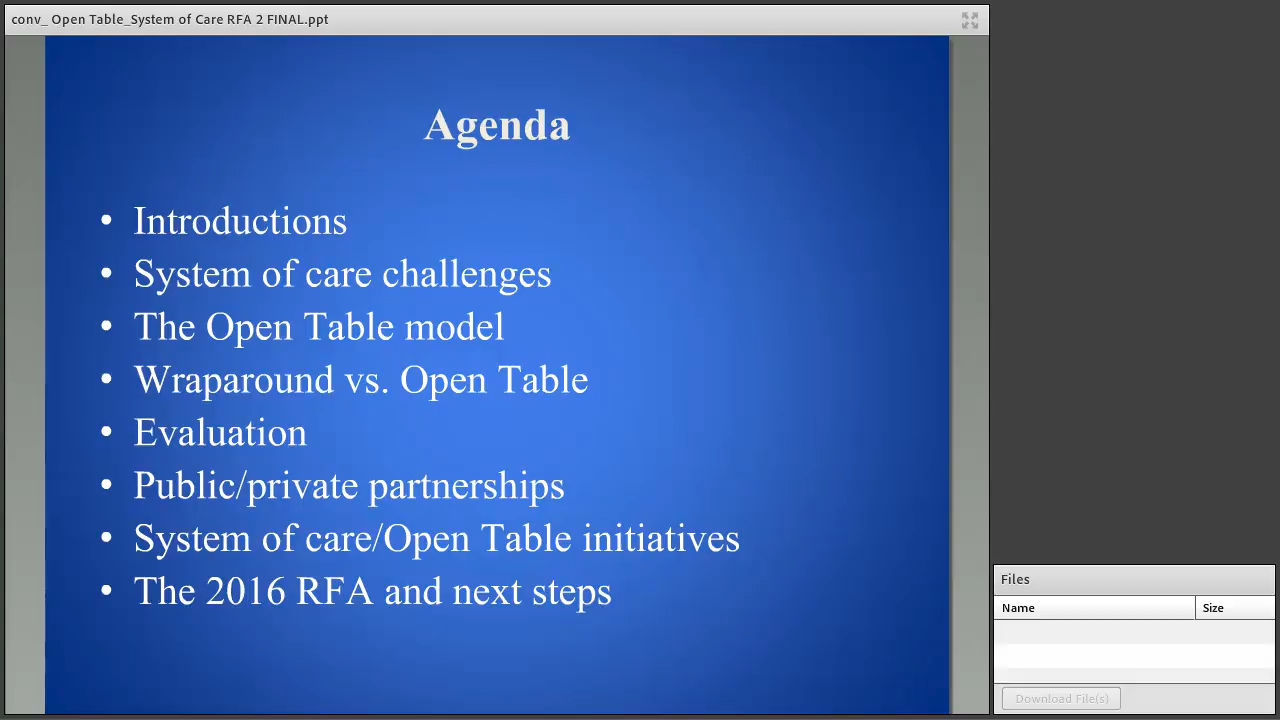 conv_ Open Table_System of Care RFA 2 FINAL.ppt
Agenda
• Introductions
• System of care challenges
• The Open Table model
• Wraparound vs. Open Table
• Evaluation
• Public/private partnerships
• System of care/Open Table initiatives
• The 2016 RFA and next steps
Files
Name Size
Download File(s)